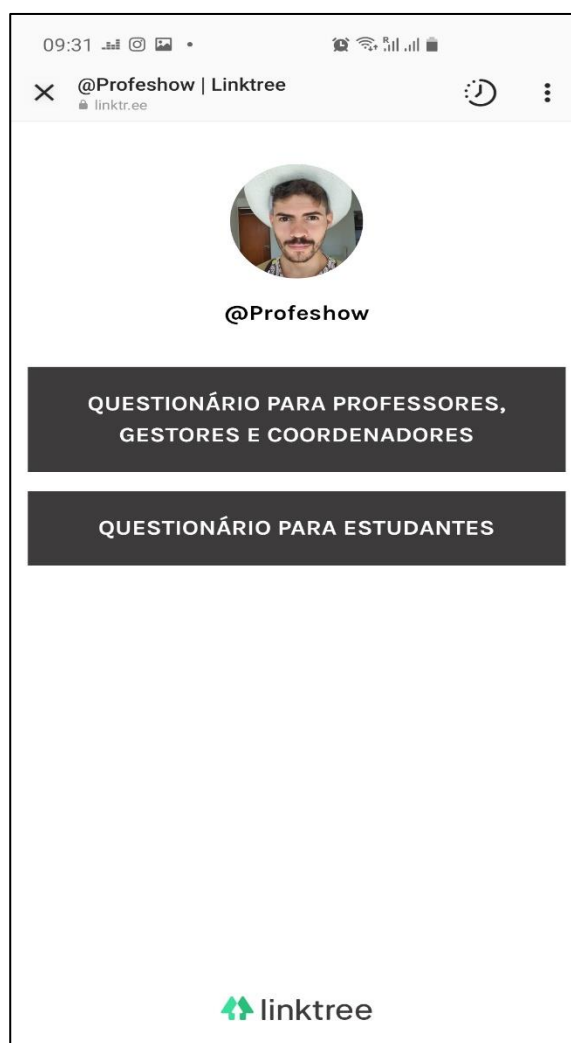 09:31
@Profeshow | Linktree
linktr.ee
@Profeshow
QUESTIONÁRIO PARA PROFESSORES,
GESTORES E COORDENADORES
QUESTIONÁRIO PARA ESTUDANTES
linktree